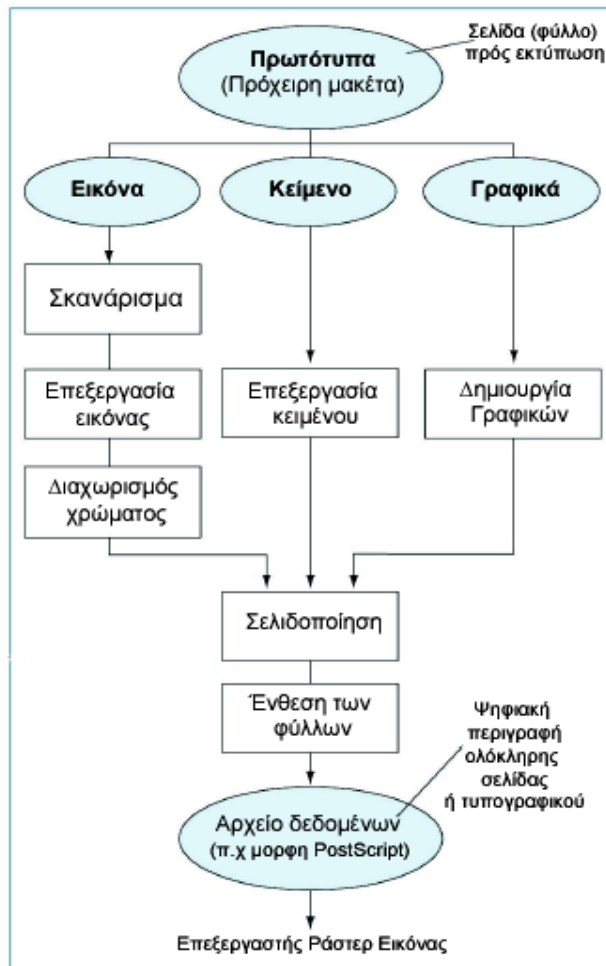 Σελίδα (φύλλο)
πρός εκτύπωση
Πρωτότυπα
(Πρόχειρη μακέτα)
Εικόνα
Κείμενο
Γραφικά
Σκανάρισμα
Επεξεργασία
εικόνας
Επεξεργασία
κειμένου
Δημιουργία
Γραφικών
Διαχωρισμός
χρώματος
Σελιδοποίηση
Ένθεση των
φύλλων
Ψηφιακή
περιγραφή
ολόκληρης
σελίδας
ή τυπογραφικού
Αρχείο δεδομένων
(π.χ μορφη PostScript)
Επεξεργαστής Ράστερ Εικόνας